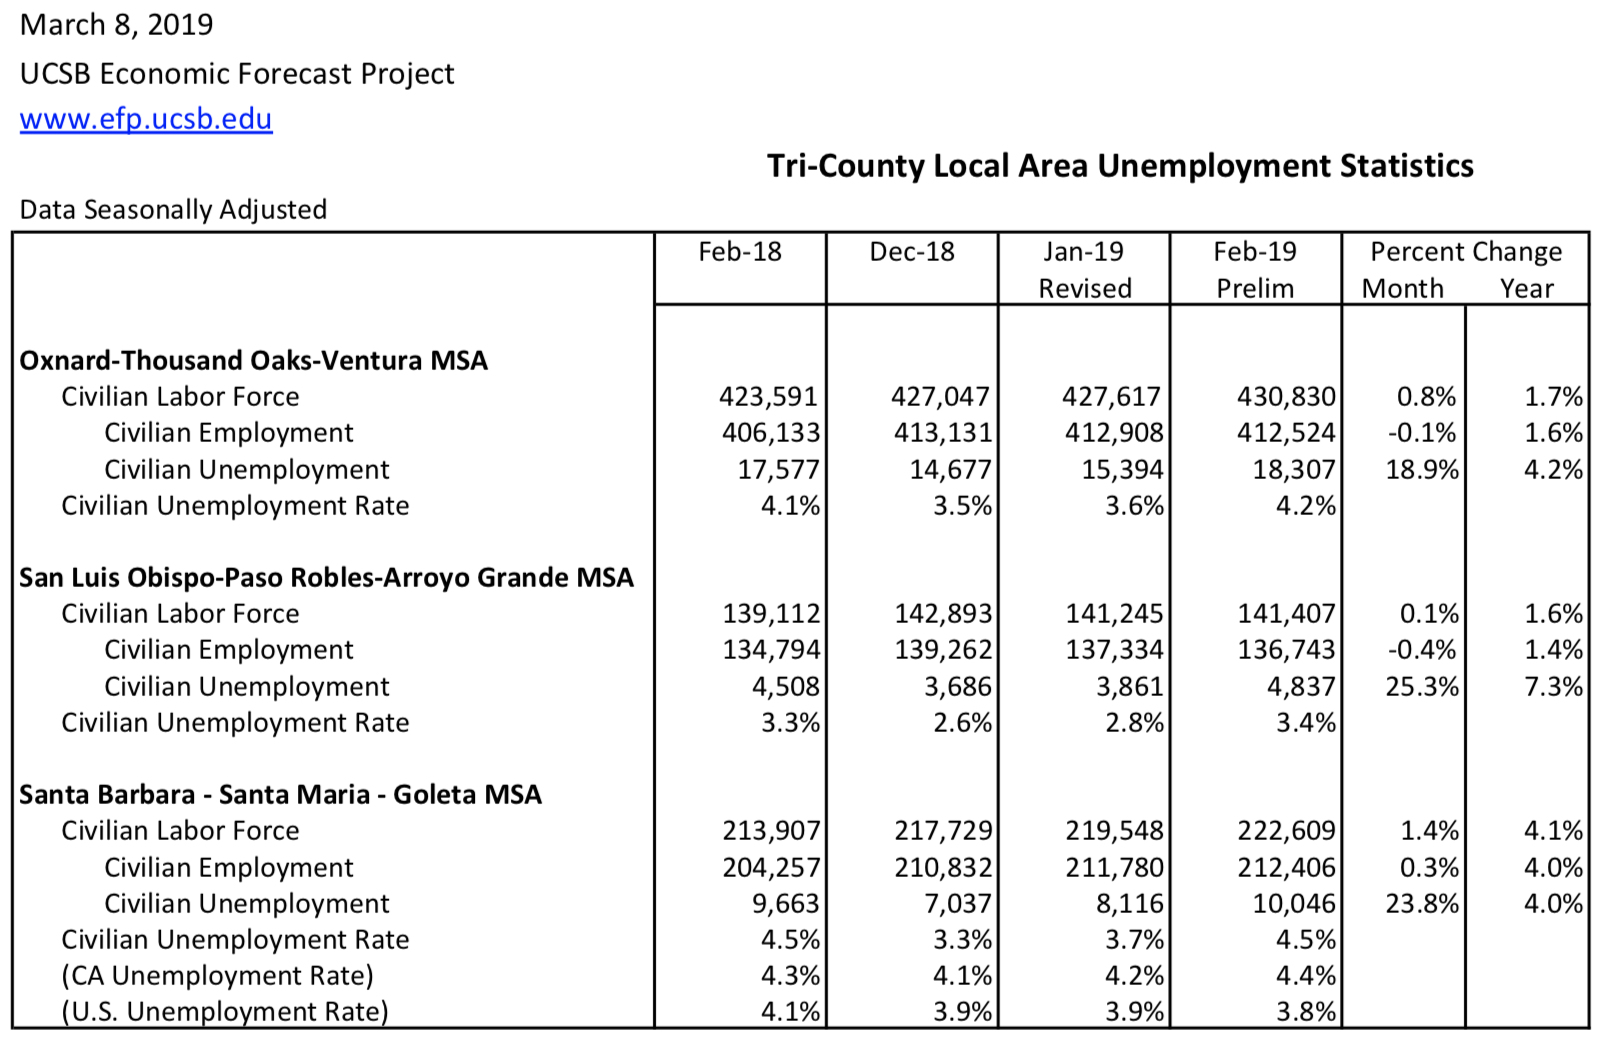 March 8, 2019
UCSB Economic Forecast Project
www.efp.ucsb.edu
Tri-County Local Area Unemployment Statistics
Data Seasonally Adjusted
Feb-18 Dec-18 Jan-19 Feb-19 Percent Change
Revised Prelim Month Year
Oxnard-Thousand Oaks-Ventura MSA
Civilian Labor Force 423,591 427,047 427,617 430,830 0.8% 1.7%
Civilian Employment 406,133 413,131 412,908 412,524 -0.1% 1.6%
Civilian Unemployment 17,577 14,677 15,394 18,307 18.9% 4.2%
Civilian Unemployment Rate 4.1% 3.5% 3.6% 4.2%
San Luis Obispo-Paso Robles-Arroyo Grande MSA
Civilian Labor Force 139,112 142,893 141,245 141,407 0.1% 1.6%
Civilian Employment 134,794 139,262 137,334 136,743 -0.4% 1.4%
Civilian Unemployment 4,508 3,686 3,861 4,837 25.3% 7.3%
Civilian Unemployment Rate 3.3% 2.6% 2.8% 3.4%
Santa Barbara - Santa Maria - Goleta MSA
Civilian Labor Force 213,907 217,729 219,548 222,609 1.4% 4.1%
Civilian Employment 204,257 210,832 211,780 212,406 0.3% 4.0%
Civilian Unemployment 9,663 7,037 8,116 10,046 23.8% 4.0%
Civilian Unemployment Rate 4.5% 3.3% 3.7% 4.5%
(CA Unemployment Rate) 4.3% 4.1% 4.2% 4.4%
(U.S. Unemployment Rate) 4.1% 3.9% 3.9% 3.8%